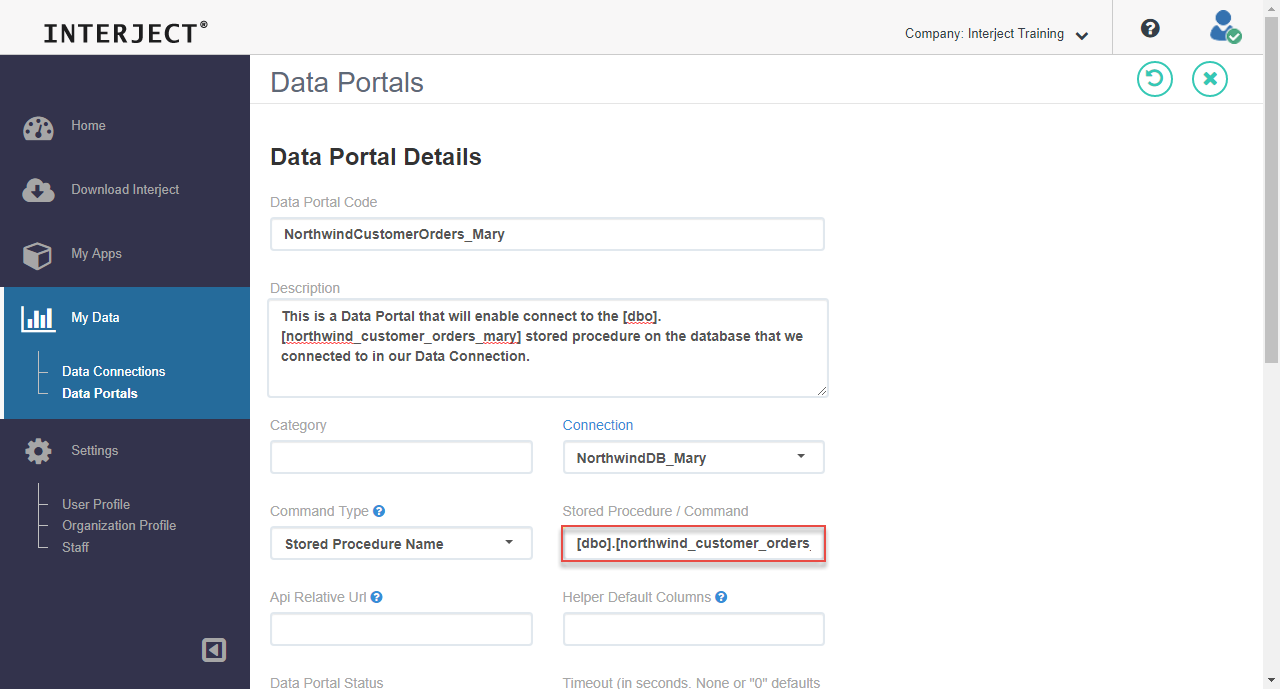 INTERJECT®
Company: Interject Training
Data Portals
Home
Download Interject
My Apps
My Data
Data Connections
Data Portals
Settings
User Profile
Organization Profile
Staff
Data Portal Details
Data Portal Code
NorthwindCustomerOrders_Mary
Description
This is a Data Portal that will enable connect to the [dbo].
[northwind_customer_orders_mary] stored procedure on the database that we
connected to in our Data Connection.
Category
Connection
NorthwindDB_Mary
Command Type
Stored Procedure / Command
Stored Procedure Name
[dbo].[northwind_customer_orders_
Api Relative Url
Helper Default Columns
Data Portal Status
Timeout (in seconds. None or "0" defaults